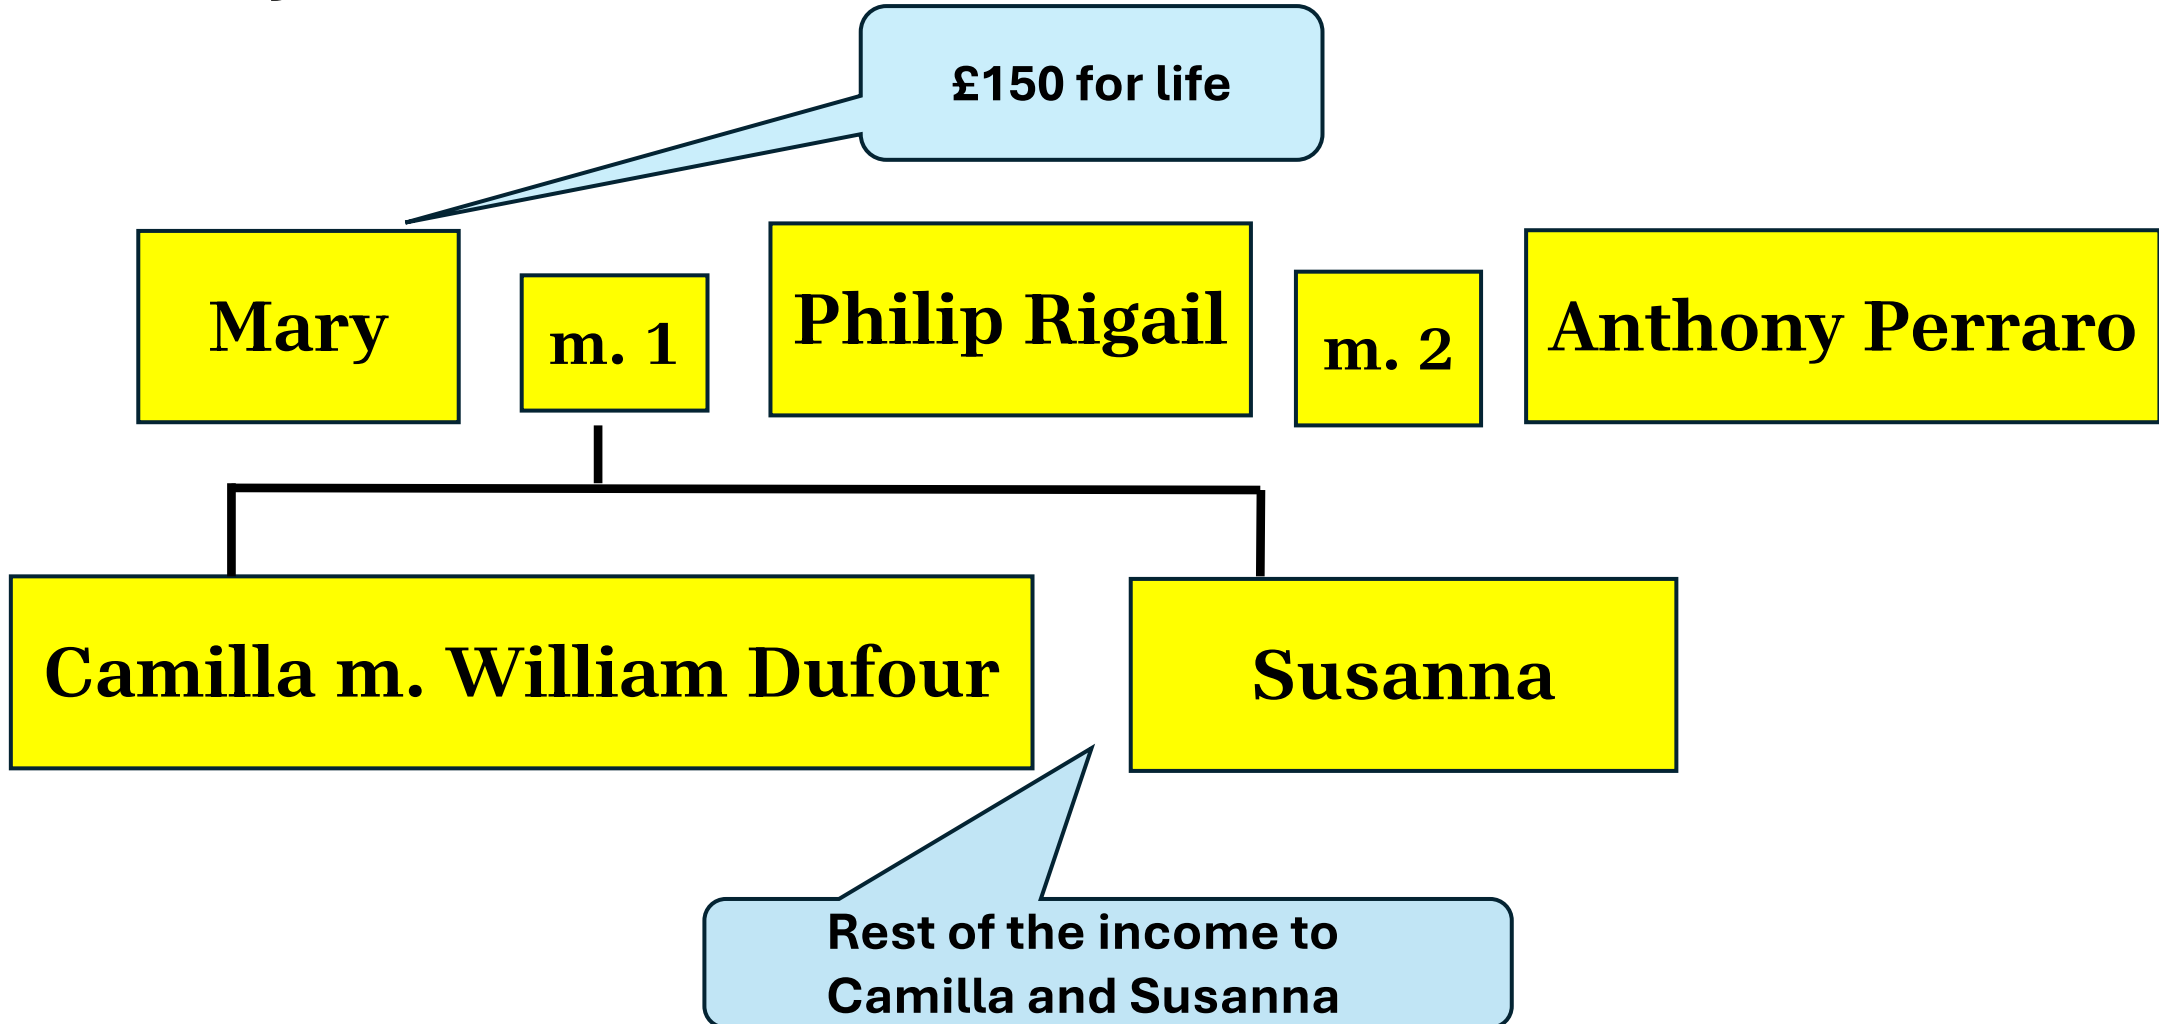 £150 for life
Mary
m. 1
Philip Rigail
m. 2
Anthony Perraro
Camilla m. William Dufour
Susanna
Rest of the income to
Camilla and Susanna